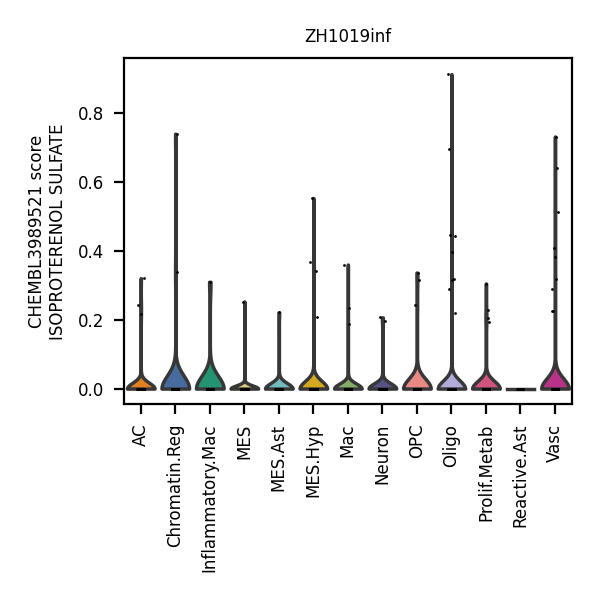 ZH1019inf
CHEMBL3989521 score
ISOPROTERENOL SULFATE
0.8
0.6
0.4
0.2
0.0
AC
Chromatin.Reg
Inflammatory.Mac
MES
MES.Ast
MES.Hyp
Mac
Neuron
OPC
Oligo
Prolif.Metab
Reactive.Ast
Vasc